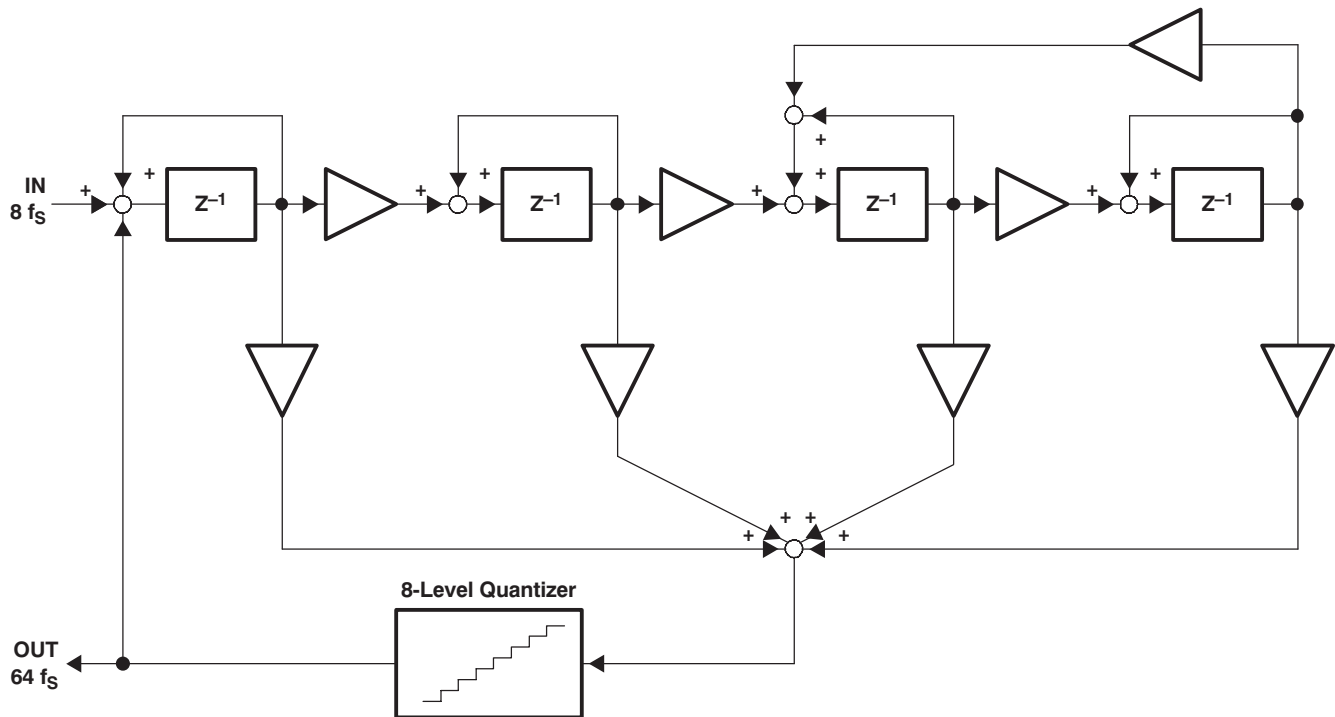 +
+
+
+
+
IN
8 fS
+
+
Z–1
+
+
Z–1
+
+
Z–1
+
+
Z–1
+
+
+
+
8-Level Quantizer
OUT
64 fS